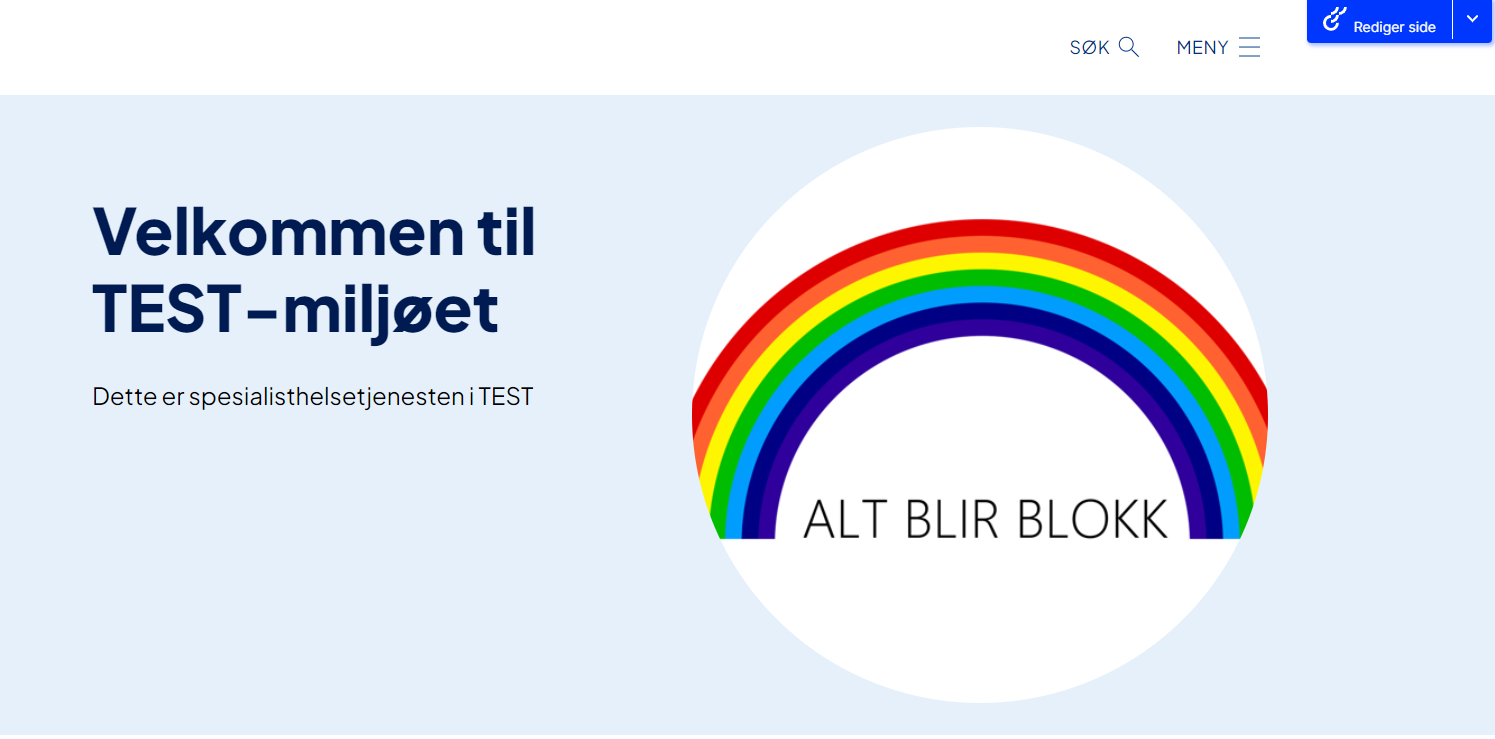 Rediger side
SØK
MENY
Velkommen til
TEST-miljøet
Dette er spesialisthelsetjenesten i TEST
ALT BLIR BLOKK